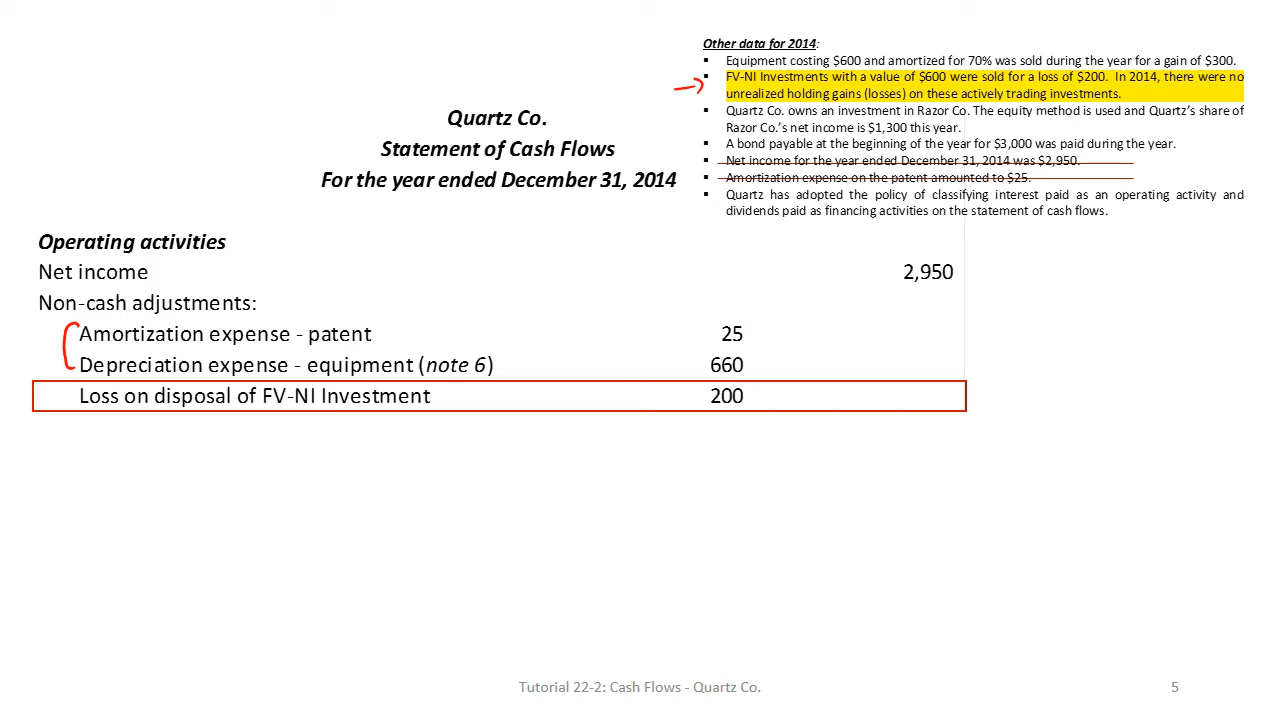 Other data for 2014:
▪ Equipment costing $600 and amortized for 70% was sold during the year for a gain of $300.
▪ FV-NI Investments with a value of $600 were sold for a loss of $200. In 2014, there were no
unrealized holding gains (losses) on these actively trading investments.
▪ Quartz Co. owns an investment in Razor Co. The equity method is used and Quartz's share of
Razor Co.'s net income is $1,300 this year.
▪ A bond payable at the beginning of the year for $3,000 was paid during the year.
▪ Net income for the year ended December 31, 2014 was $2,950.
▪ Amortization expense on the patent amounted to $25.
▪ Quartz has adopted the policy of classifying interest paid as an operating activity and
dividends paid as financing activities on the statement of cash flows.
Quartz Co.
Statement of Cash Flows
For the year ended December 31, 2014
Operating activities
Net income 2,950
Non-cash adjustments:
Amortization expense - patent 25
Depreciation expense - equipment (note 6) 660
Loss on disposal of FV-NI Investment 200
Tutorial 22-2: Cash Flows - Quartz Co. 5